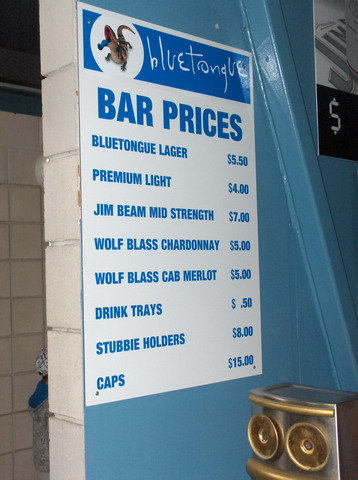 bluetongue
BAR PRICES
BLUETONGUE LAGER $5.50
PREMIUM LIGHT $4.00
JIM BEAM MID STRENGTH $7.00
WOLF BLASS CHARDONNAY $5.00
WOLF BLASS CAB MERLOT $5.00
DRINK TRAYS $ .50
STUBBIE HOLDERS $8.00
CAPS $15.00
$